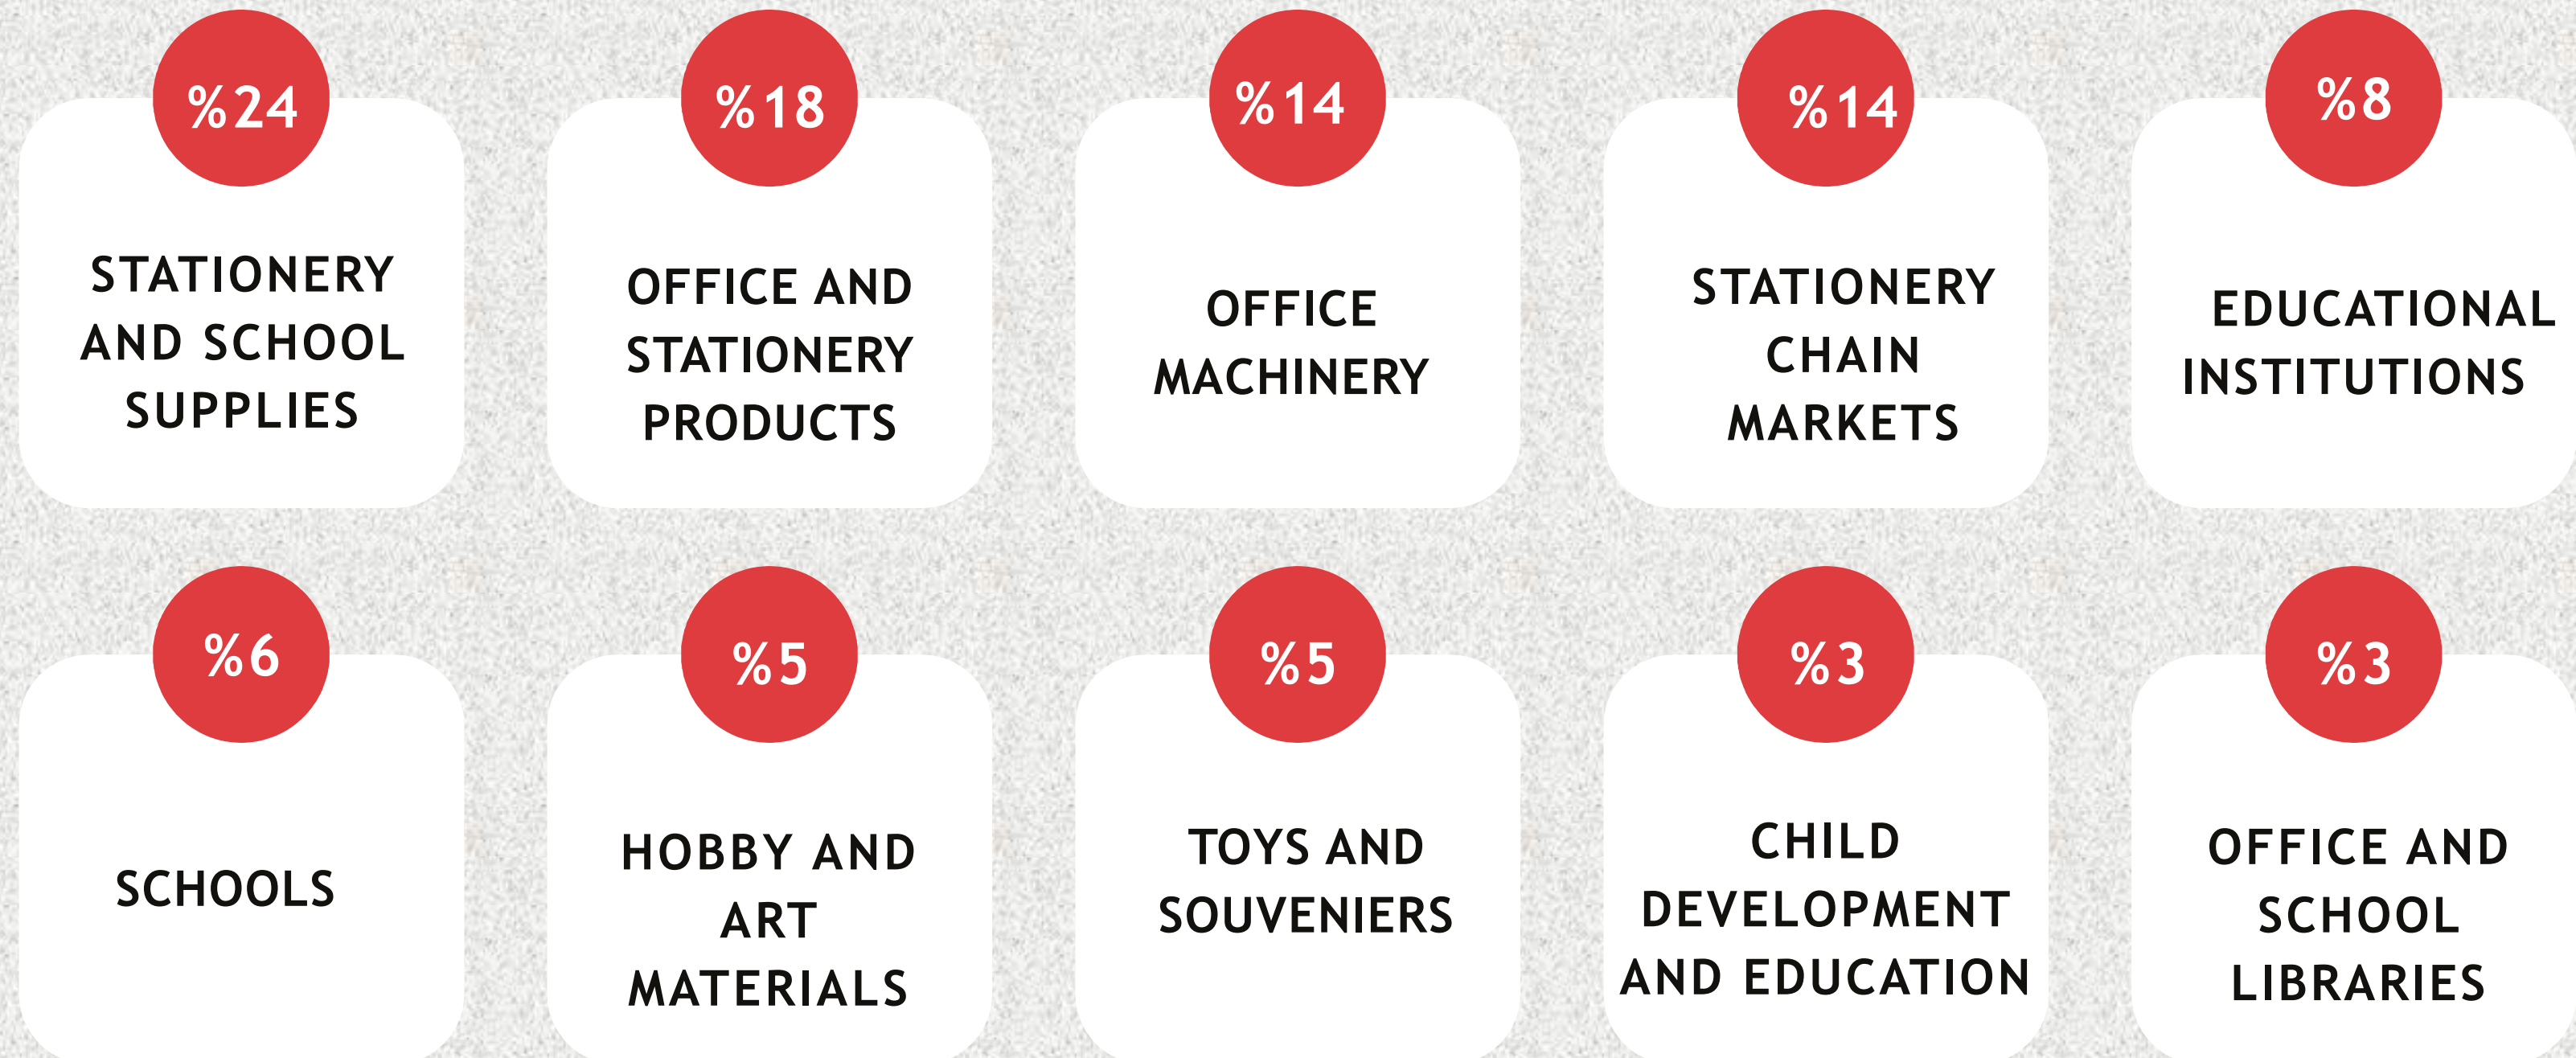 %24
STATIONERY
AND SCHOOL
SUPPLIES
%18
OFFICE AND
STATIONERY
PRODUCTS
%14
OFFICE
MACHINERY
%14
STATIONERY
CHAIN
MARKETS
%8
EDUCATIONAL
INSTITUTIONS
%6
SCHOOLS
%5
HOBBY AND
ART
MATERIALS
%5
TOYS AND
SOUVENIERS
%3
CHILD
DEVELOPMENT
AND EDUCATION
%3
OFFICE AND
SCHOOL
LIBRARIES